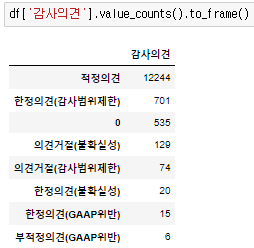 df['감사의견'].value_counts().to_frame()
감사의견
적정의견 12244
한정의견(감사범위제한) 701
0 535
의견거절(불확실성) 129
의견거절(감사범위제한) 74
한정의견(불확실성) 20
한정의견(GAAP위반) 15
부적정의견(GAAP위반) 6